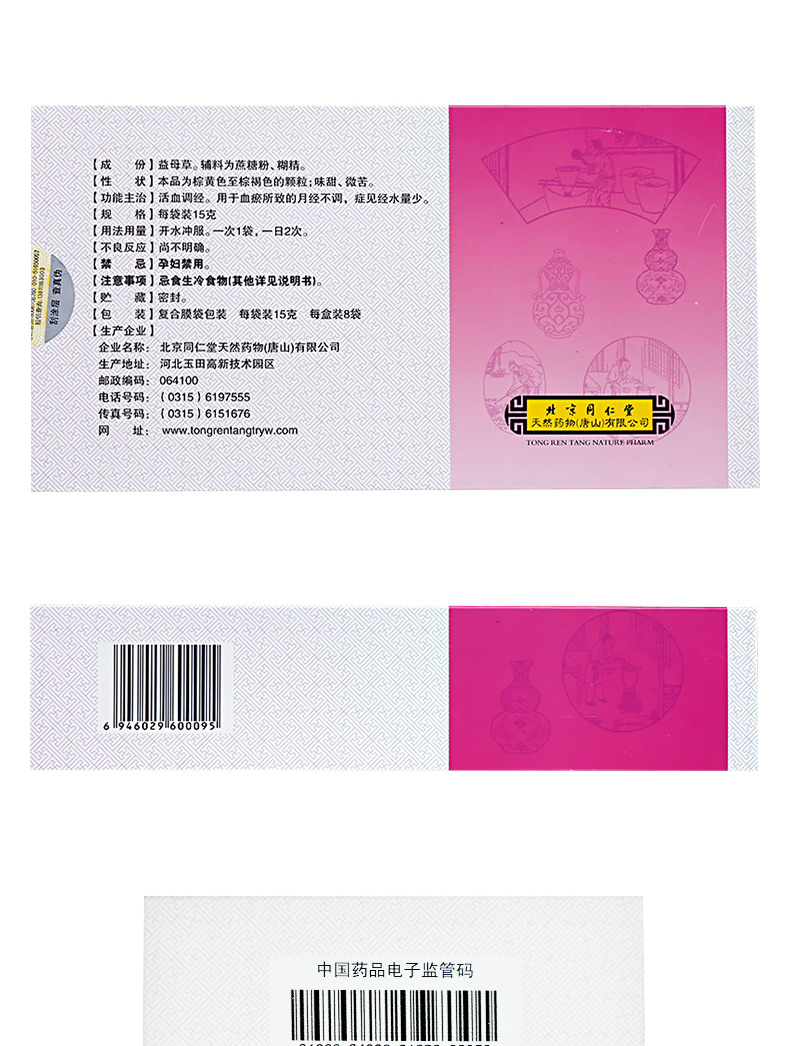 【成　份】益母草。辅料为蔗糖粉、糊精。
【性　状】本品为棕黄色至棕褐色的颗粒；味甜、微苦。
【功能主治】活血调经。用于血瘀所致的月经不调，症见经水量少。
【规　格】每袋装15克
【用法用量】开水冲服。一次1袋，一日2次。
【不良反应】尚不明确。
【禁　忌】孕妇禁用。
【注意事项】忌食生冷食物(其他详见说明书)。
【贮　藏】密封。
【包　装】复合膜袋包装　每袋装15克　每盒装8袋
【生产企业】
企业名称：北京同仁堂天然药物(唐山)有限公司
生产地址：河北玉田高新技术园区
邮政编码：064100
电话号码：（0315）6197555
传真号码：（0315）6151676
网　址：www.tongrentangtryw.com
刮涂层 查真伪
北京同仁堂
天然药物(唐山)有限公司
TONG REN TANG NATURE PHARM
6 946029 600095
中国药品电子监管码